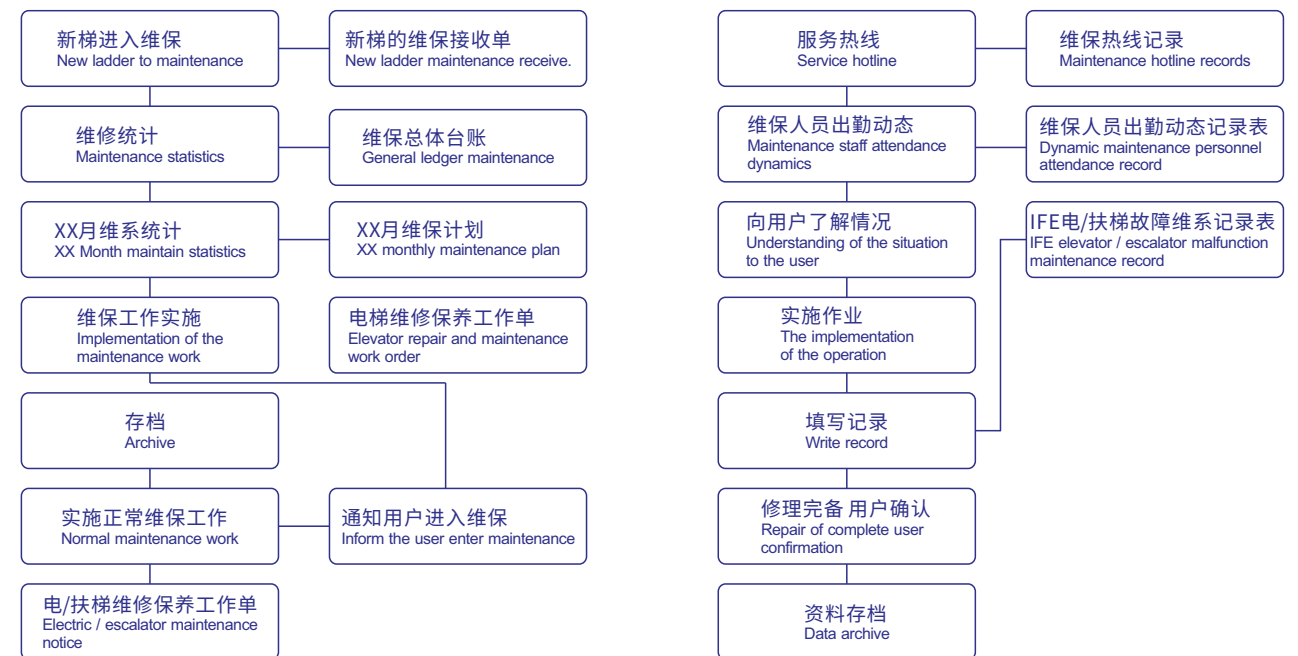 新梯进入维保
New ladder to maintenance
新梯的维保接收单
New ladder maintenance receive.
维修统计
Maintenance statistics
维保总体台账
General ledger maintenance
XX月维系统计
XX Month maintain statistics
XX月维保计划
XX monthly maintenance plan
维保工作实施
Implementation of the
maintenance work
电梯维修保养工作单
Elevator repair and maintenance
work order
存档
Archive
实施正常维保工作
Normal maintenance work
通知用户进入维保
Inform the user enter maintenance
电/扶梯维修保养工作单
Electric / escalator maintenance
notice
服务热线
Service hotline
维保热线记录
Maintenance hotline records
维保人员出勤动态
Maintenance staff attendance
dynamics
维保人员出勤动态记录表
Dynamic maintenance personnel
attendance record
向用户了解情况
Understanding of the situation
to the user
IFE电/扶梯故障维系记录表
IFE elevator / escalator malfunction
maintenance record
实施作业
The implementation
of the operation
填写记录
Write record
修理完备 用户确认
Repair of complete user
confirmation
资料存档
Data archive